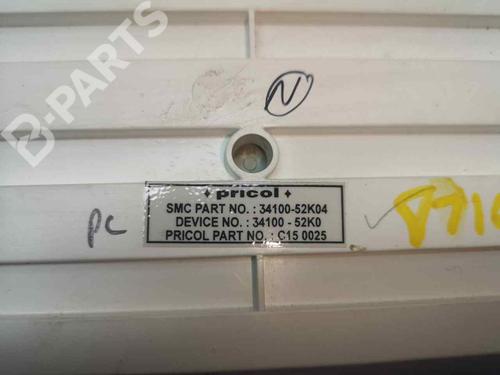 B-PARTS
N
pricol
SMC PART NO. : 34100-52K04
DEVICE NO. : 34100 - 52K0
PRICOL PART NO. : C15 0025
PC